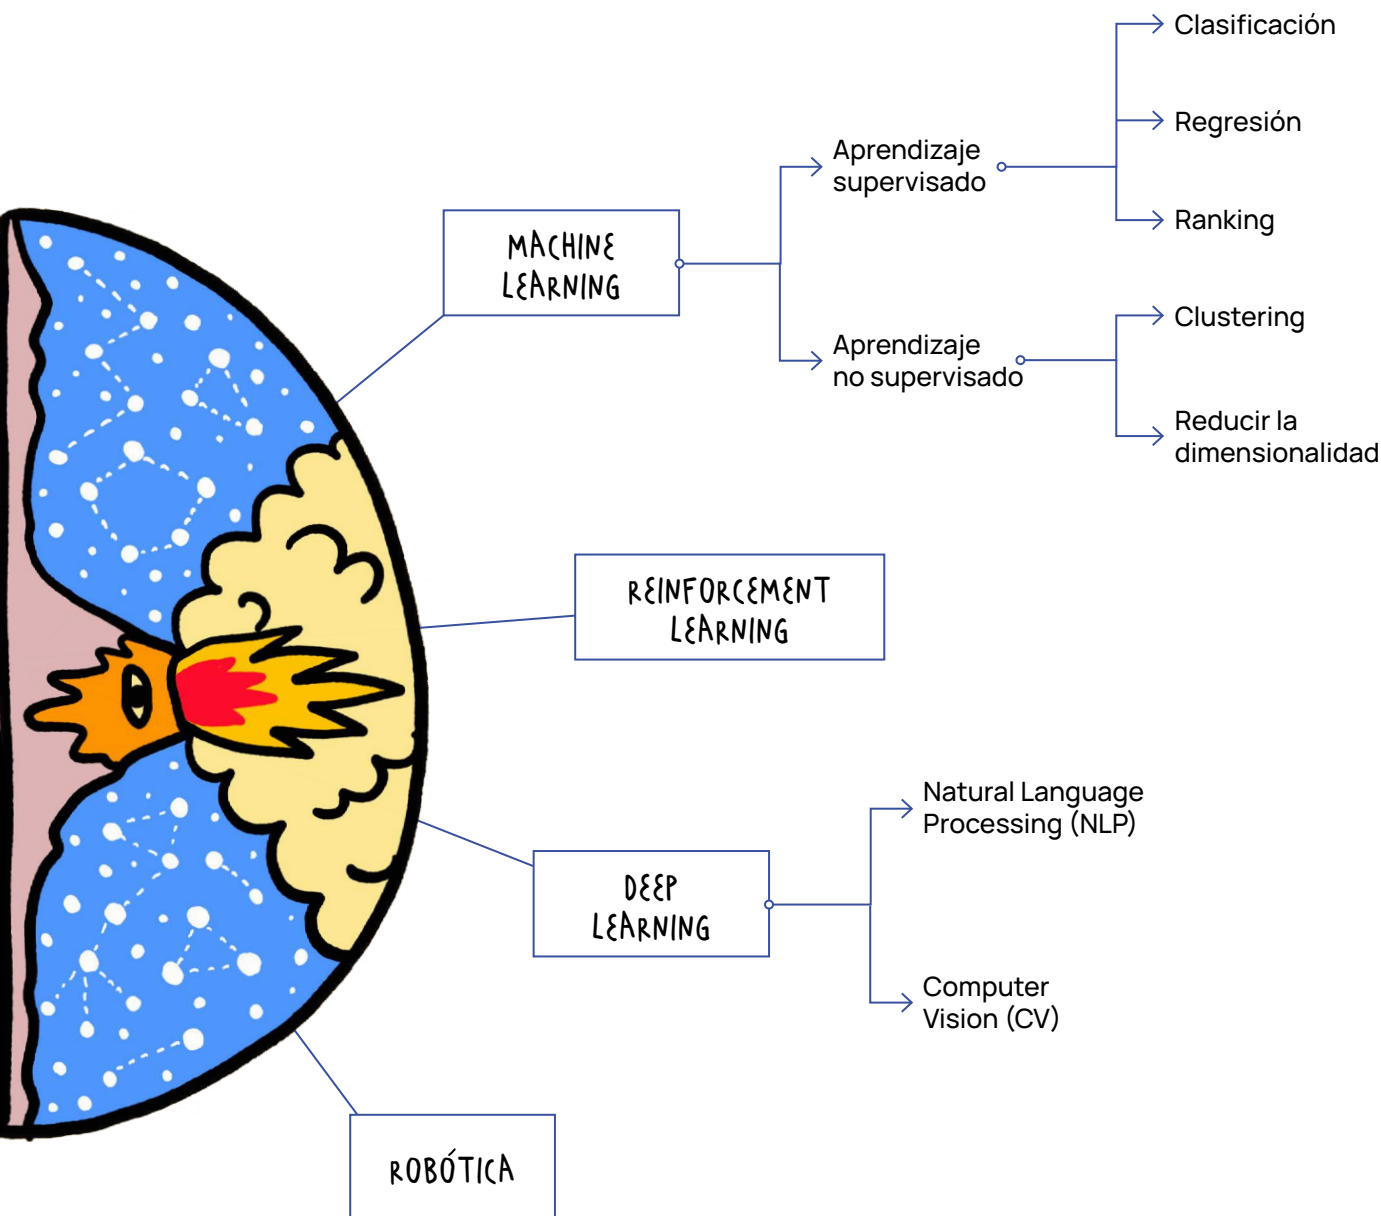 MACHINE
LEARNING
Aprendizaje
supervisado
Clasificación
Regresión
Ranking
Aprendizaje
no supervisado
Clustering
Reducir la
dimensionalidad
REINFORCEMENT
LEARNING
DEEP
LEARNING
Natural Language
Processing (NLP)
Computer
Vision (CV)
ROBÓTICA